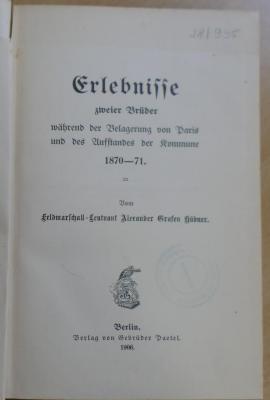 Erlebnisse
zweier Brüder
während der Belagerung von Paris
und des Aufstandes der Kommune
1870—71.
Vom
Feldmarschall-Leutnant Alexander Grafen Hübner.
Berlin.
Verlag von Gebrüder Paetel.
1906.